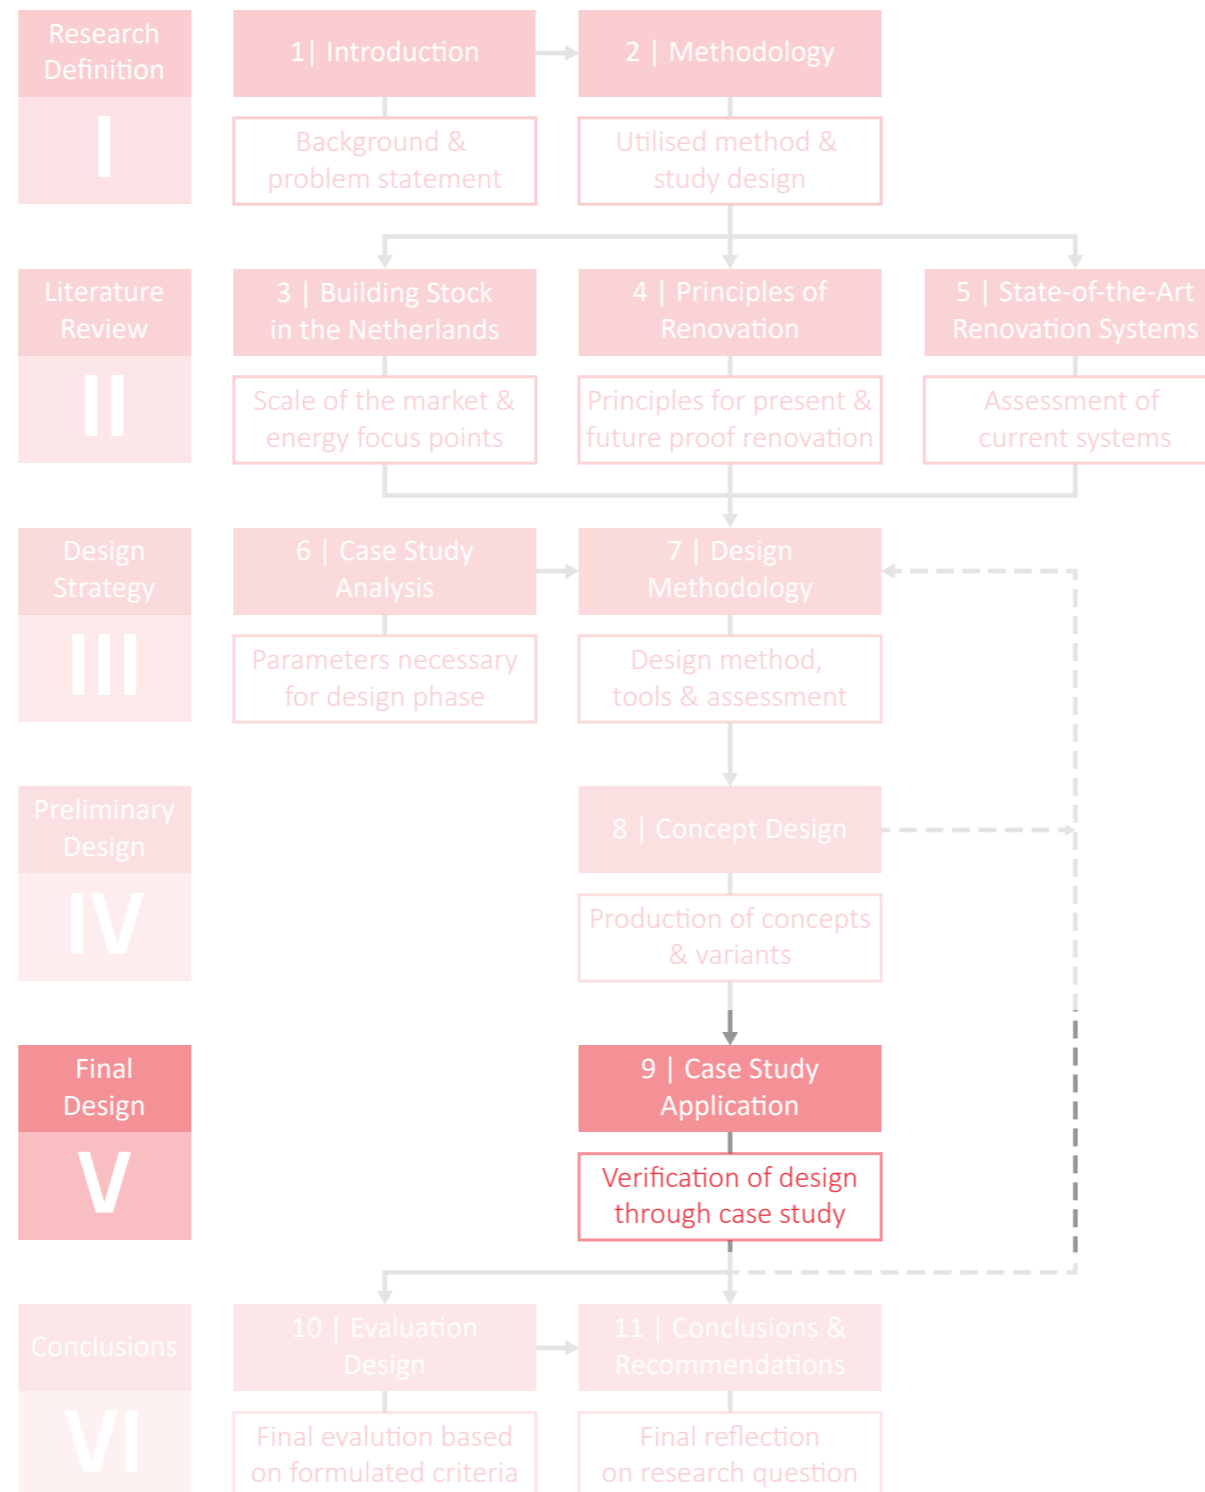 Research
Definition
I
1| Introduction
2 | Methodology
Background &
problem statement
Utilised method &
study design
Literature
Review
II
3 | Building Stock
in the Netherlands
4 | Principles of
Renovation
5 | State-of-the-Art
Renovation Systems
Scale of the market &
energy focus points
Principles for present &
future proof renovation
Assessment of
current systems
Design
Strategy
III
6 | Case Study
Analysis
7 | Design
Methodology
Parameters necessary
for design phase
Design method,
tools & assessment
Preliminary
Design
IV
8 | Concept Design
Production of concepts
& variants
Final
Design
V
9 | Case Study
Application
Verification of design
through case study
Conclusions
VI
10 | Evaluation
Design
11 | Conclusions &
Recommendations
Final evalution based
on formulated criteria
Final reflection
on research question